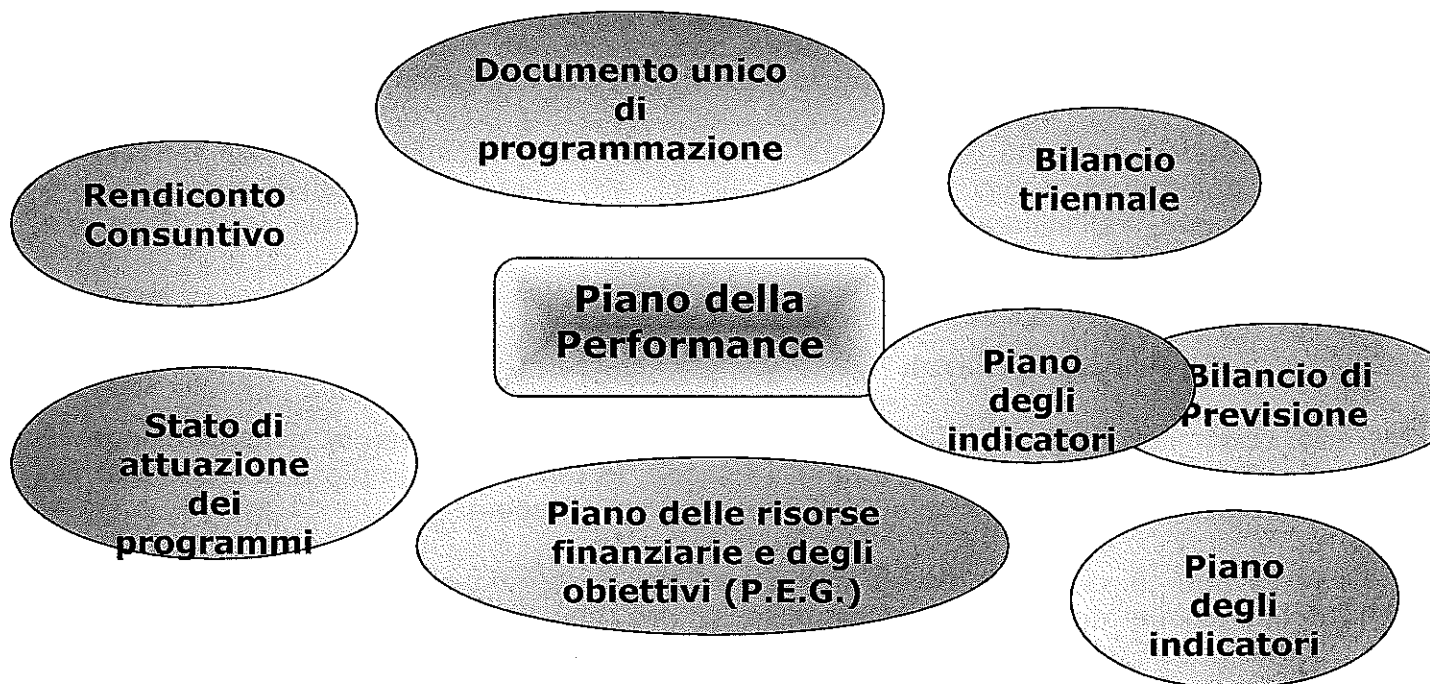 Documento unico
di
programmazione
Bilancio
triennale
Rendiconto
Consuntivo
Piano della
Performance
Piano
degli
indicatori
Bilancio di
Previsione
Stato di
attuazione
dei
programmi
Piano delle risorse
finanziarie e degli
obiettivi (P.E.G.)
Piano
degli
indicatori